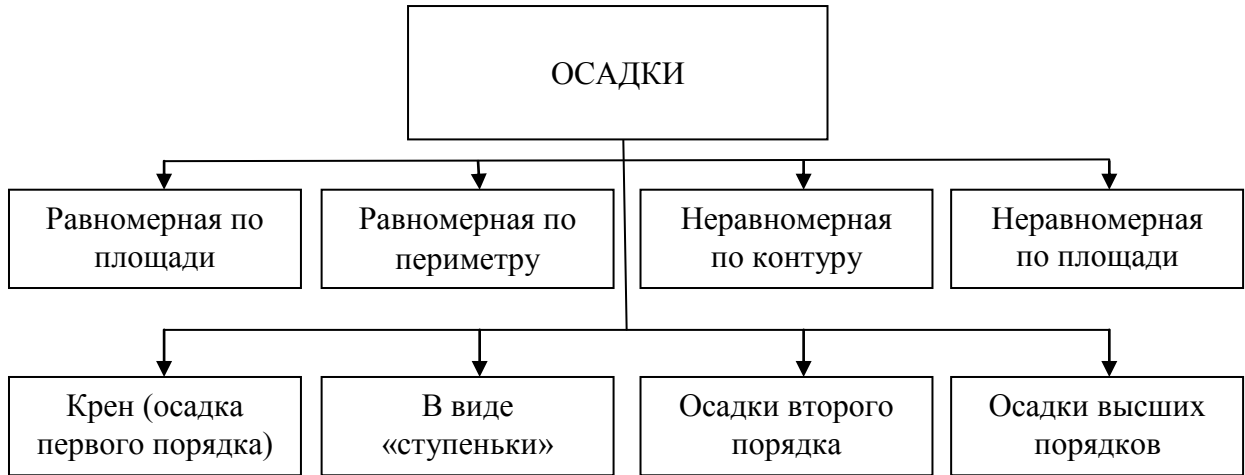 ОСАДКИ
Равномерная по
площади
Равномерная по
периметру
Неравномерная
по контуру
Неравномерная
по площади
Крен (осадка
первого порядка)
В виде
«ступеньки»
Осадки второго
порядка
Осадки высших
порядков